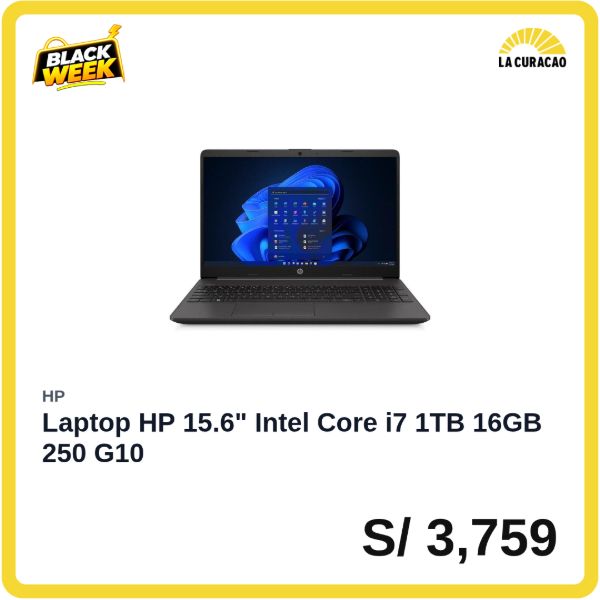 BLACK
WEEK
LA CURACAO
HP
Laptop HP 15.6" Intel Core i7 1TB 16GB
250 G10
S/ 3,759